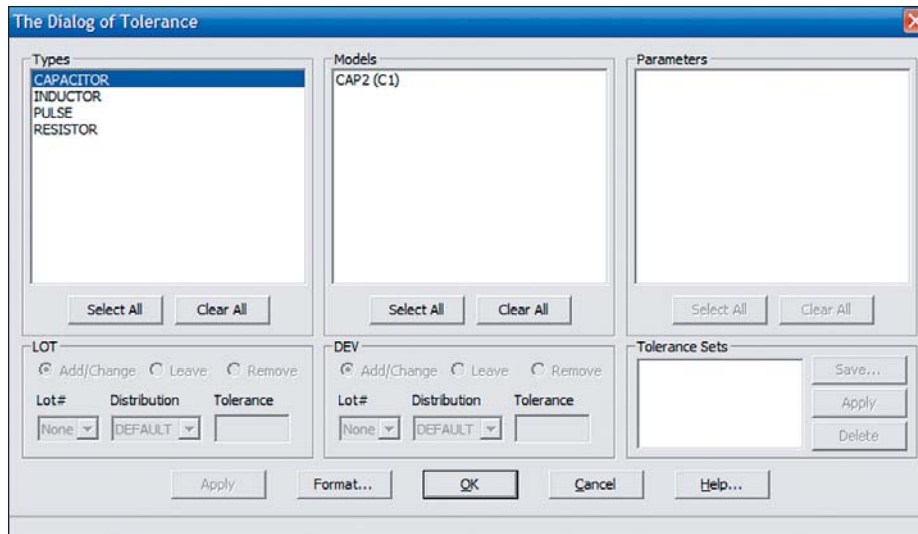 The Dialog of Tolerance
Types
CAPACITOR
INDUCTOR
PULSE
RESISTOR
Select All Clear All
Models
CAP2 (C1)
Select All Clear All
Parameters
Select All Clear All
LOT
Add/Change Leave Remove
Lot# Distribution Tolerance
None DEFAULT
DEV
Add/Change Leave Remove
Lot# Distribution Tolerance
None DEFAULT
Tolerance Sets
Save...
Apply
Delete
Apply Format... OK Cancel Help...